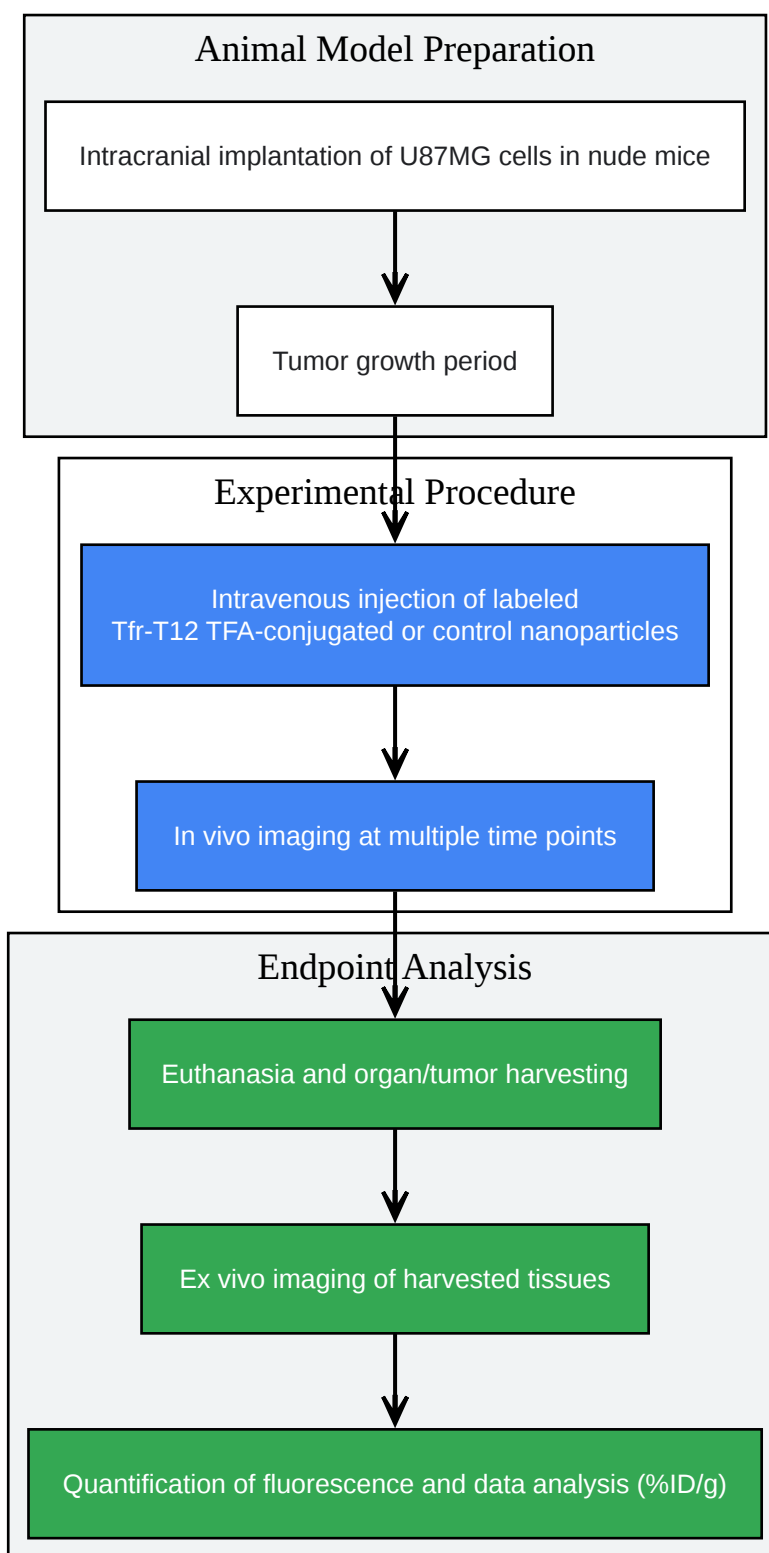 Animal Model Preparation
Intracranial implantation of U87MG cells in nude mice
Tumor growth period
Experimental Procedure
Intravenous injection of labeled
Tfr-T12 TFA-conjugated or control nanoparticles
In vivo imaging at multiple time points
Endpoint Analysis
Euthanasia and organ/tumor harvesting
Ex vivo imaging of harvested tissues
Quantification of fluorescence and data analysis (%ID/g)